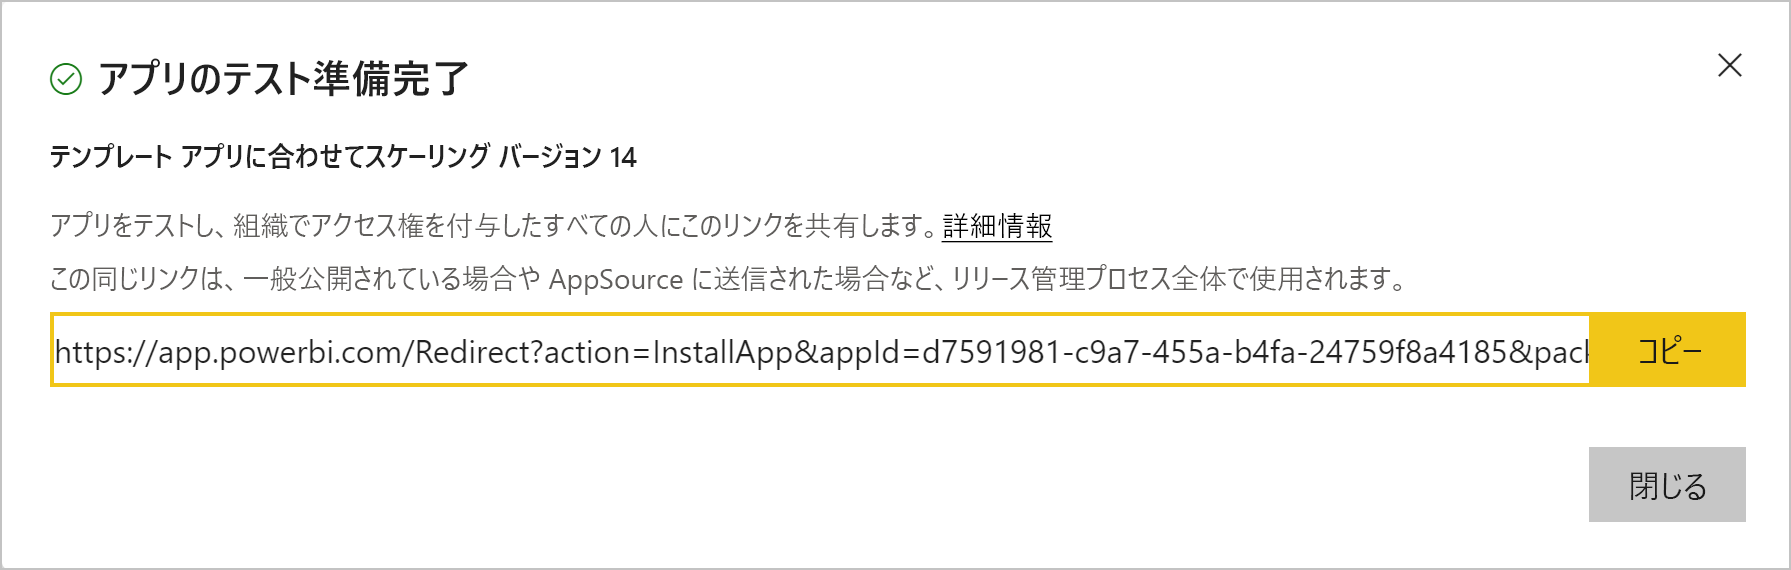 アプリのテスト準備完了
テンプレート アプリに合わせてスケーリング バージョン 14
アプリをテストし、組織でアクセス権を付与したすべての人にこのリンクを共有します。詳細情報
この同じリンクは、一般公開されている場合や AppSource に送信された場合など、リリース管理プロセス全体で使用されます。
https://app.powerbi.com/Redirect?action=InstallApp&appId=d7591981-c9a7-455a-b4fa-24759f8a4185&pack コピー
閉じる